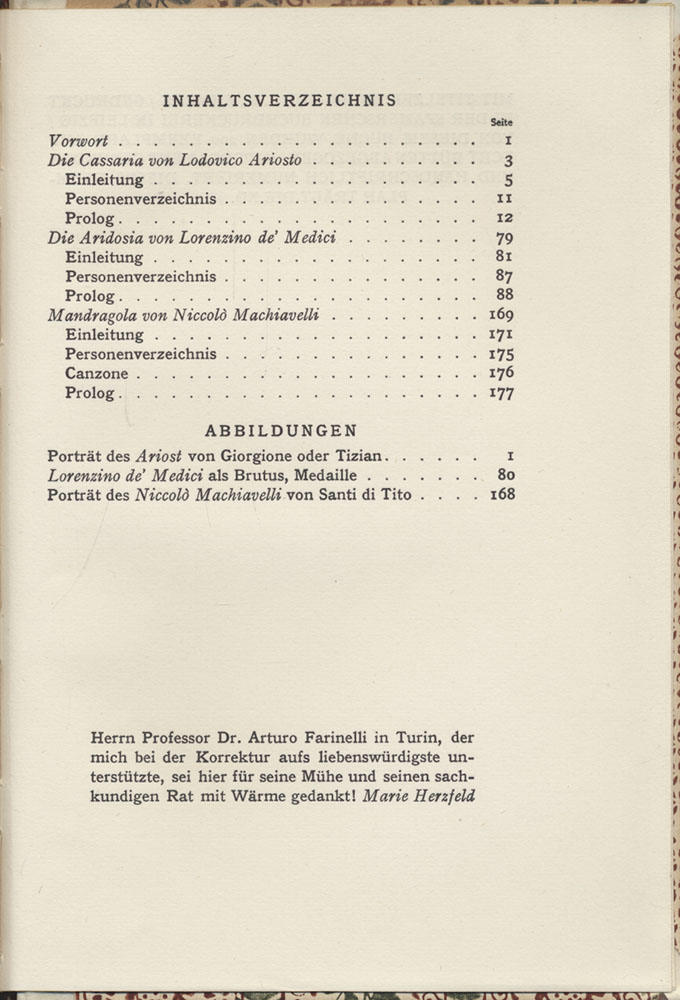 INHALTSVERZEICHNIS
Seite
Vorwort . . . . . . . . . . . . . . . . . . . 1
Die Cassaria von Lodovico Ariosto . . . . . . . . . 3
Einleitung . . . . . . . . . . . . . . . . . 5
Personenverzeichnis . . . . . . . . . . . . . 11
Prolog . . . . . . . . . . . . . . . . . . . 12
Die Aridosia von Lorenzino de' Medici . . . . . . . 79
Einleitung . . . . . . . . . . . . . . . . . 81
Personenverzeichnis . . . . . . . . . . . . . 87
Prolog . . . . . . . . . . . . . . . . . . . 88
Mandragola von Niccolò Machiavelli . . . . . . . . 169
Einleitung . . . . . . . . . . . . . . . . . 171
Personenverzeichnis . . . . . . . . . . . . . 175
Canzone . . . . . . . . . . . . . . . . . . 176
Prolog . . . . . . . . . . . . . . . . . . . 177
ABBILDUNGEN
Porträt des Ariost von Giorgione oder Tizian . . . . . . 1
Lorenzino de' Medici als Brutus, Medaille . . . . . . . 80
Porträt des Niccolò Machiavelli von Santi di Tito . . . . 168
Herrn Professor Dr. Arturo Farinelli in Turin, der
mich bei der Korrektur aufs liebenswürdigste un-
terstützte, sei hier für seine Mühe und seinen sach-
kundigen Rat mit Wärme gedankt! Marie Herzfeld